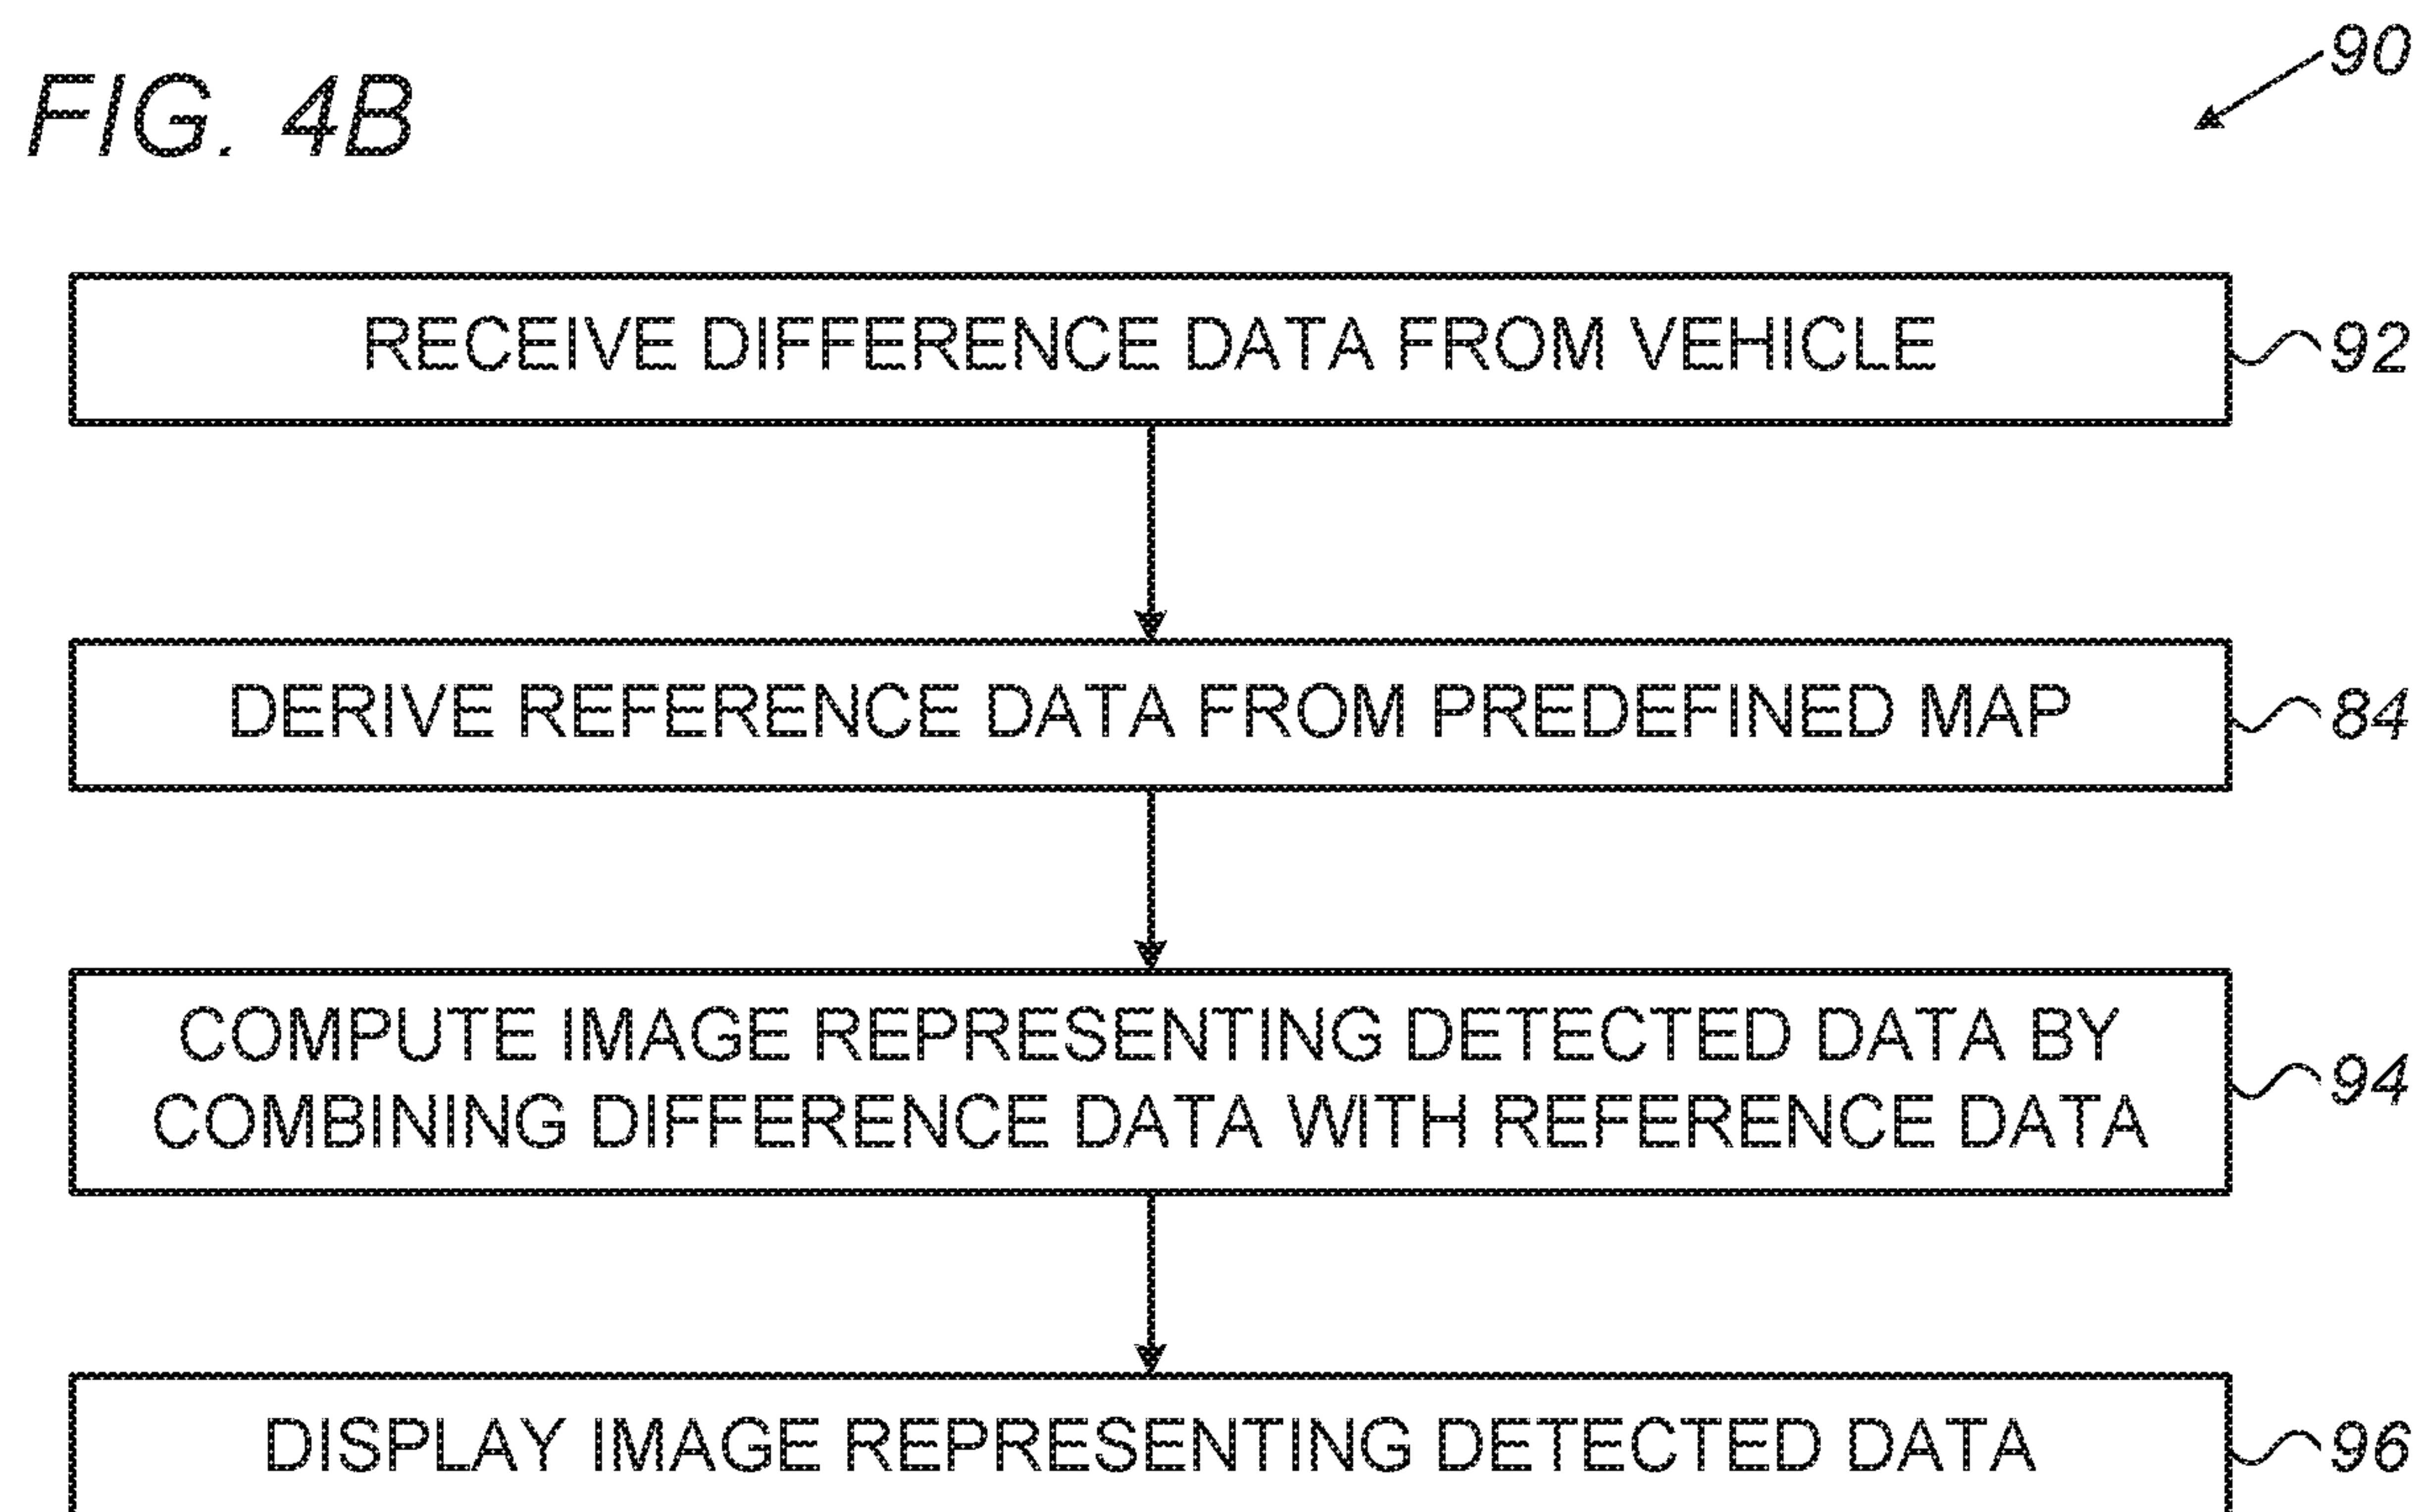 FIG. 4B
90
RECEIVE DIFFERENCE DATA FROM VEHICLE
92
DERIVE REFERENCE DATA FROM PREDEFINED MAP
84
COMPUTE IMAGE REPRESENTING DETECTED DATA BY
COMBINING DIFFERENCE DATA WITH REFERENCE DATA
94
DISPLAY IMAGE REPRESENTING DETECTED DATA
96